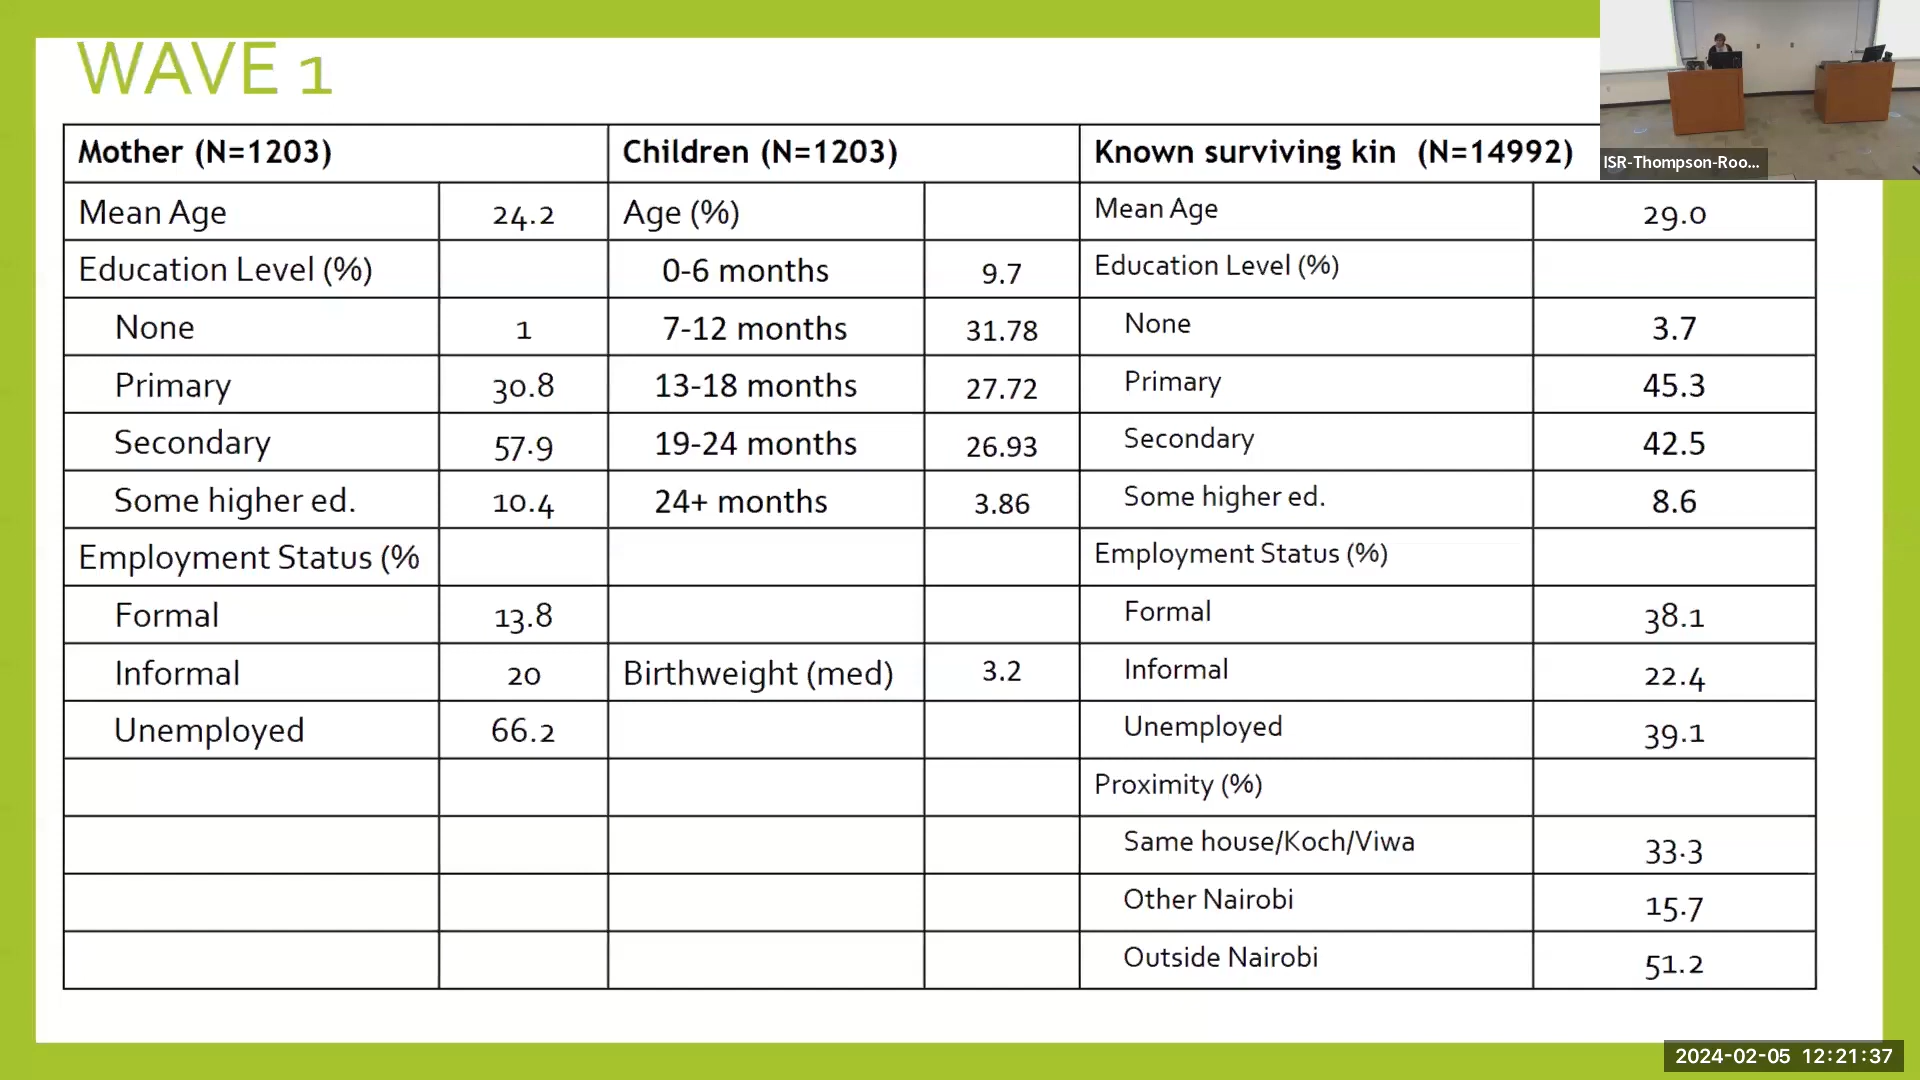 WAVE 1
ISR-Thompson-Roo...
Mother (N=1203) Children (N=1203) Known surviving kin (N=14992)
Mean Age 24.2 Age (%) Mean Age 29.0
Education Level (%) 0-6 months 9.7 Education Level (%)
None 1 7-12 months 31.78 None 3.7
Primary 30.8 13-18 months 27.72 Primary 45.3
Secondary 57.9 19-24 months 26.93 Secondary 42.5
Some higher ed. 10.4 24+ months 3.86 Some higher ed. 8.6
Employment Status (% Employment Status (%)
Formal 13.8 Formal 38.1
Informal 20 Birthweight (med) 3.2 Informal 22.4
Unemployed 66.2 Unemployed 39.1
Proximity (%)
Same house/Koch/Viwa 33.3
Other Nairobi 15.7
Outside Nairobi 51.2
2024-02-05 12:21:37